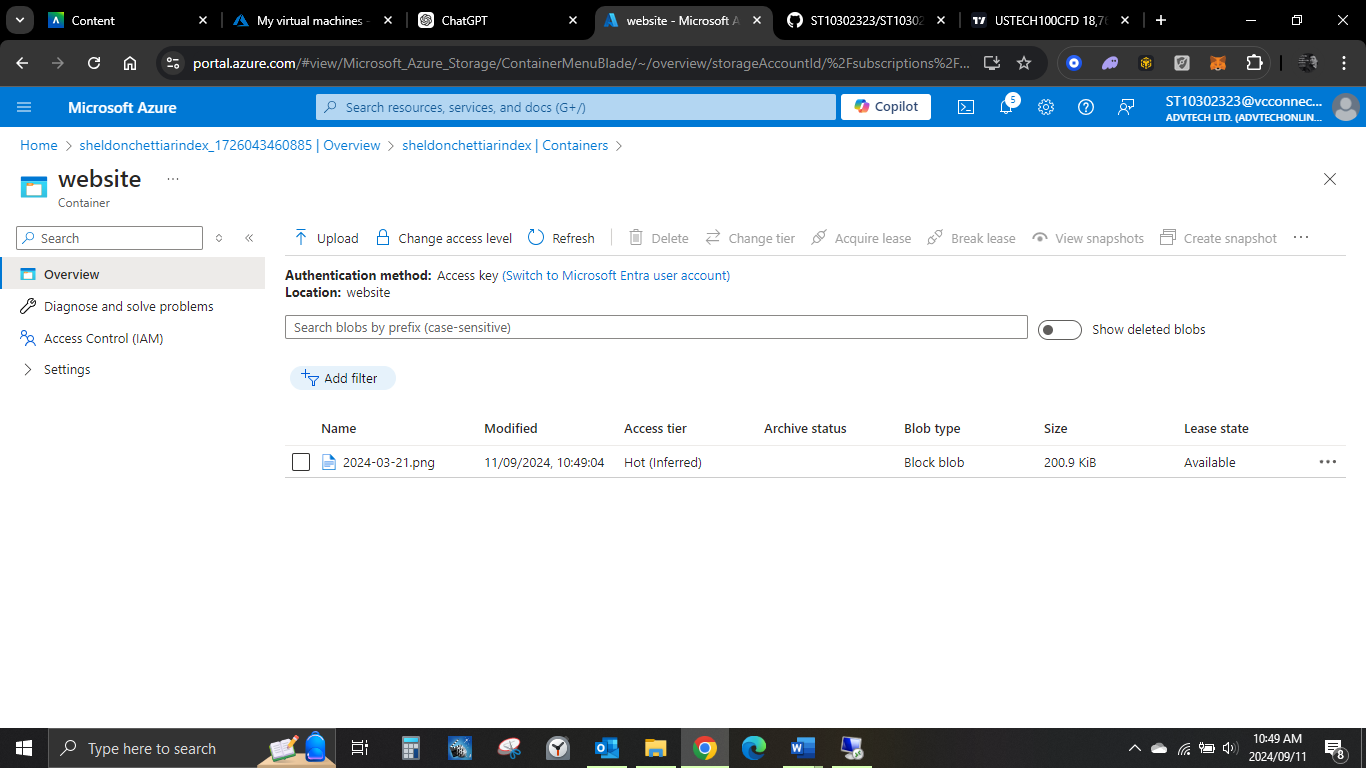 Content
My virtual machines -
ChatGPT
website - Microsoft A
ST10302323/ST10302
USTECH100CFD 18,7
portal.azure.com/#view/Microsoft_Azure_Storage/ContainerMenuBlade/~/overview/storageAccountId/%2Fsubscriptions%2F...
Microsoft Azure
Search resources, services, and docs (G+/)
Copilot
5
ST10302323@vcconnec...
ADVTECH LTD. (ADVTECHONLIN...
Home > sheldonchettiarindex_1726043460885 | Overview > sheldonchettiarindex | Containers >
website ...
Container
Search
Upload Change access level Refresh Delete Change tier Acquire lease Break lease View snapshots Create snapshot ...
Overview
Diagnose and solve problems
Access Control (IAM)
Settings
Authentication method: Access key (Switch to Microsoft Entra user account)
Location: website
Search blobs by prefix (case-sensitive)
Show deleted blobs
Add filter
Name Modified Access tier Archive status Blob type Size Lease state
2024-03-21.png 11/09/2024, 10:49:04 Hot (Inferred) Block blob 200.9 KiB Available ...
Type here to search
10:49 AM
2024/09/11
8